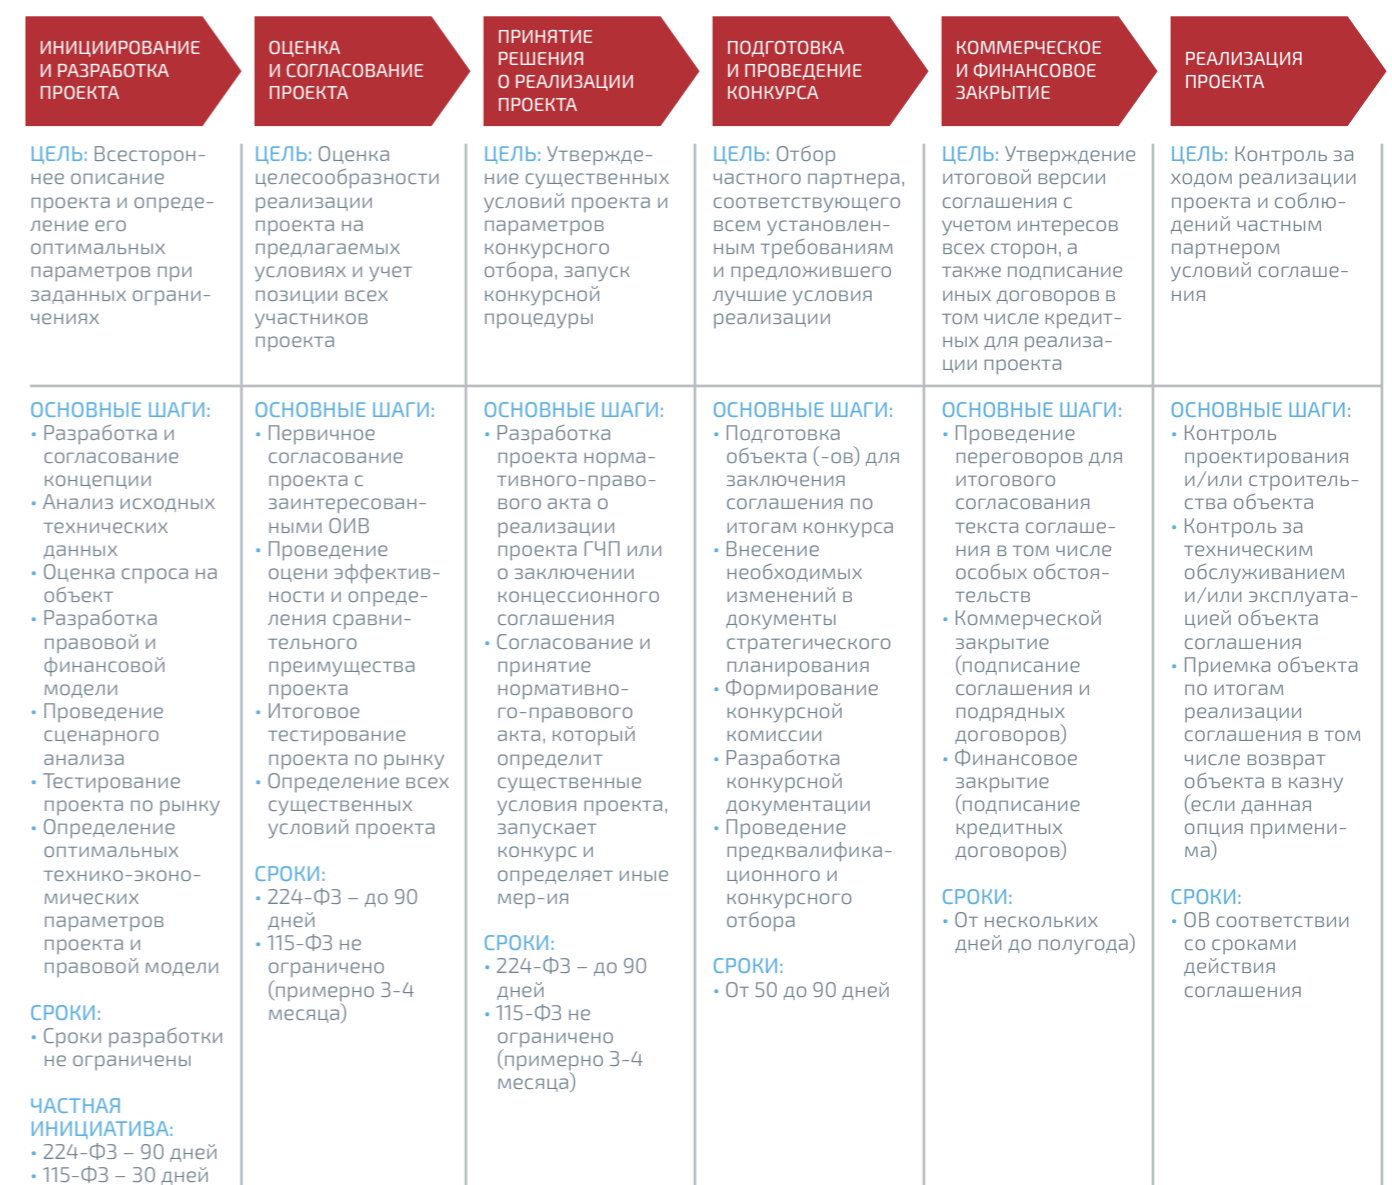 ИНИЦИИРОВАНИЕ
И РАЗРАБОТКА
ПРОЕКТА
ОЦЕНКА
И СОГЛАСОВАНИЕ
ПРОЕКТА
ПРИНЯТИЕ
РЕШЕНИЯ
О РЕАЛИЗАЦИИ
ПРОЕКТА
ПОДГОТОВКА
И ПРОВЕДЕНИЕ
КОНКУРСА
КОММЕРЧЕСКОЕ
И ФИНАНСОВОЕ
ЗАКРЫТИЕ
РЕАЛИЗАЦИЯ
ПРОЕКТА
ЦЕЛЬ: Всесторон-
нее описание
проекта и опреде-
ление его
оптимальных
параметров при
заданных ограни-
чениях
ЦЕЛЬ: Оценка
целесообразности
реализации
проекта на
предлагаемых
условиях и учет
позиции всех
участников
проекта
ЦЕЛЬ: Утвержде-
ние существенных
условий проекта и
параметров
конкурсного
отбора, запуск
конкурсной
процедуры
ЦЕЛЬ: Отбор
частного партнера,
соответствующего
всем установлен-
ным требованиям
и предложившего
лучшие условия
реализации
ЦЕЛЬ: Утверждение
итоговой версии
соглашения с
учетом интересов
всех сторон, а
также подписание
иных договоров в
том числе кредит-
ных для реализа-
ции проекта
ЦЕЛЬ: Контроль за
ходом реализации
проекта и соблю-
дений частным
партнером
условий соглаше-
ния
ОСНОВНЫЕ ШАГИ:
• Разработка и
согласование
концепции
• Анализ исходных
технических
данных
• Оценка спроса на
объект
• Разработка
правовой и
финансовой
модели
• Проведение
сценарного
анализа
• Тестирование
проекта по рынку
• Определение
оптимальных
технико-эконо-
мических
параметров
проекта и
правовой модели
СРОКИ:
• Сроки разработки
не ограничены
ЧАСТНАЯ
ИНИЦИАТИВА:
• 224-ФЗ – 90 дней
• 115-ФЗ – 30 дней
ОСНОВНЫЕ ШАГИ:
• Первичное
согласование
проекта с
заинтересован-
ными ОИВ
• Проведение
оцени эффектив-
ности и опреде-
ления сравни-
тельного
преимущества
проекта
• Итоговое
тестирование
проекта по рынку
• Определение всех
существенных
условий проекта
СРОКИ:
• 224-ФЗ – до 90
дней
• 115-ФЗ не
ограничено
(примерно 3-4
месяца)
ОСНОВНЫЕ ШАГИ:
• Разработка
проекта норма-
тивного-право-
вого акта о
реализации
проекта ГЧП или
о заключении
концессионного
соглашения
• Согласование и
принятие
нормативно-
го-правового
акта, который
определит
существенные
условия проекта,
запускает
конкурс и
определяет иные
мер-ия
СРОКИ:
• 224-ФЗ – до 90
дней
• 115-ФЗ не
ограничено
(примерно 3-4
месяца)
ОСНОВНЫЕ ШАГИ:
• Подготовка
объекта (-ов) для
заключения
соглашения по
итогам конкурса
• Внесение
необходимых
изменений в
документы
стратегического
планирования
• Формирование
конкурсной
комиссии
• Разработка
конкурсной
документации
• Проведение
предквалифика-
ционного и
конкурсного
отбора
СРОКИ:
• От 50 до 90 дней
ОСНОВНЫЕ ШАГИ:
• Проведение
переговоров для
итогового
согласования
текста соглаше-
ния в том числе
особых обстоя-
тельств
• Коммерческой
закрытие
(подписание
соглашения и
подрядных
договоров)
• Финансовое
закрытие
(подписание
кредитных
договоров)
СРОКИ:
• От нескольких
дней до полугода)
ОСНОВНЫЕ ШАГИ:
• Контроль
проектирования
и/или строитель-
ства объекта
• Контроль за
техническим
обслуживанием
и/или эксплуата-
цией объекта
соглашения
• Приемка объекта
по итогам
реализации
соглашения в том
числе возврат
объекта в казну
(если данная
опция примени-
ма)
СРОКИ:
• ОВ соответствии
со сроками
действия
соглашения